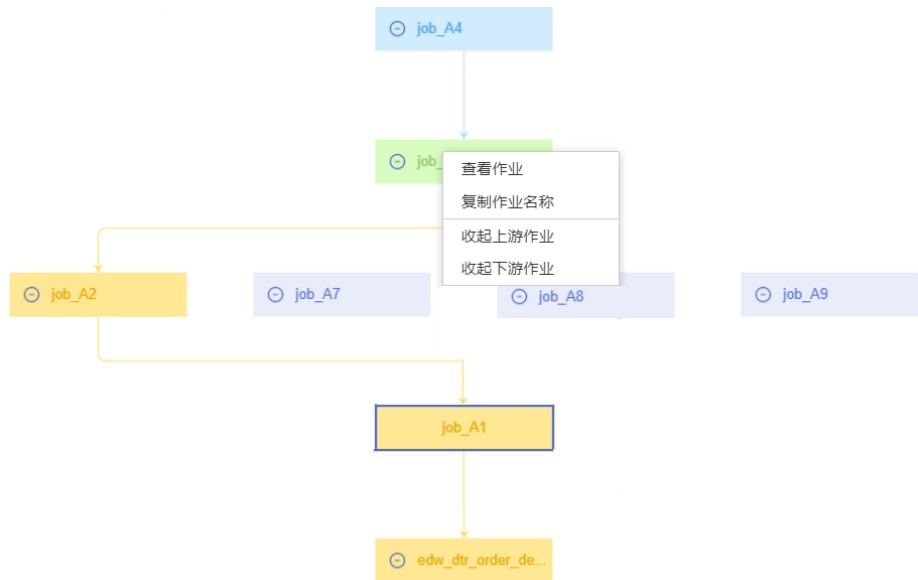 job_A4
job_
查看作业
复制作业名称
收起上游作业
收起下游作业
job_A2
job_A7
job_A8
job_A9
job_A1
edw_dtr_order_de...